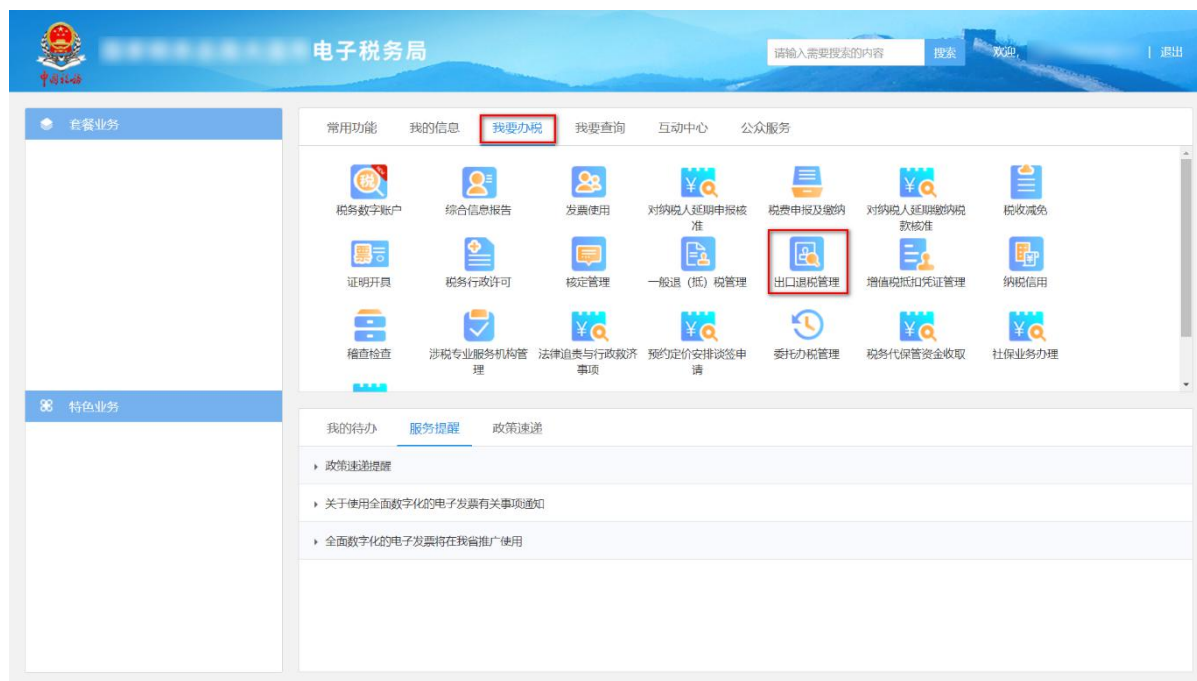 电子税务局
请输入需要搜索的内容 搜索 欢迎, | 退出
中国税务
套餐业务
常用功能 我的信息 我要办税 我要查询 互动中心 公众服务
税务数字账户 综合信息报告 发票使用 对纳税人延期申报核 税费申报及缴纳 对纳税人延期缴纳税 税收减免
准 款核准
证明开具 税务行政许可 核定管理 一般退（抵）税管理 出口退税管理 增值税抵扣凭证管理 纳税信用
稽查检查 涉税专业服务机构管 法律追责与行政救济 预约定价安排谈签申 委托办税管理 税务代保管资金收取 社保业务办理
理 事项 请
特色业务
我的待办 服务提醒 政策速递
政策速递提醒
关于使用全面数字化的电子发票有关事项通知
全面数字化的电子发票将在我省推广使用